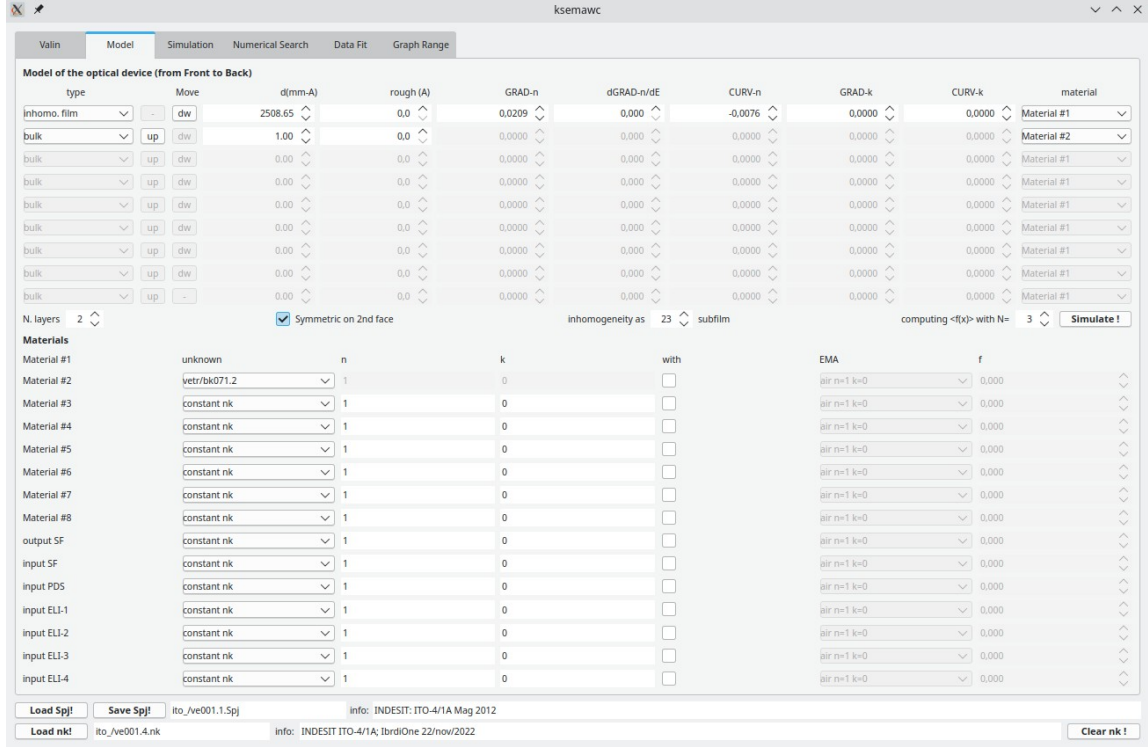 ksemawc
Valin Model Simulation Numerical Search Data Fit Graph Range
Model of the optical device (from Front to Back)
type Move d(mm-A) rough (A) GRAD-n dGRAD-n/dE CURV-n GRAD-k CURV-k material
inhomo. film - dw 2508.65 0,0 0,0209 0,000 -0,0076 0,0000 0,0000 Material #1
bulk up dw 1.00 0,0 0,0000 0,000 0,0000 0,0000 0,0000 Material #2
bulk up dw 0.00 0,0 0,0000 0,000 0,0000 0,0000 0,0000 Material #1
bulk up dw 0.00 0,0 0,0000 0,000 0,0000 0,0000 0,0000 Material #1
bulk up dw 0.00 0,0 0,0000 0,000 0,0000 0,0000 0,0000 Material #1
bulk up dw 0.00 0,0 0,0000 0,000 0,0000 0,0000 0,0000 Material #1
bulk up dw 0.00 0,0 0,0000 0,000 0,0000 0,0000 0,0000 Material #1
bulk up dw 0.00 0,0 0,0000 0,000 0,0000 0,0000 0,0000 Material #1
bulk up - 0.00 0,0 0,0000 0,000 0,0000 0,0000 0,0000 Material #1
N. layers 2 Symmetric on 2nd face inhomogeneity as 23 subfilm computing <f(x)> with N= 3 Simulate !
Materials
Material #1 unknown n k with EMA f
Material #2 vetr/bk071.2 1 0 air n=1 k=0 0,000
Material #3 constant nk 1 0 air n=1 k=0 0,000
Material #4 constant nk 1 0 air n=1 k=0 0,000
Material #5 constant nk 1 0 air n=1 k=0 0,000
Material #6 constant nk 1 0 air n=1 k=0 0,000
Material #7 constant nk 1 0 air n=1 k=0 0,000
Material #8 constant nk 1 0 air n=1 k=0 0,000
output SF constant nk 1 0 air n=1 k=0 0,000
input SF constant nk 1 0 air n=1 k=0 0,000
input PDS constant nk 1 0 air n=1 k=0 0,000
input ELI-1 constant nk 1 0 air n=1 k=0 0,000
input ELI-2 constant nk 1 0 air n=1 k=0 0,000
input ELI-3 constant nk 1 0 air n=1 k=0 0,000
input ELI-4 constant nk 1 0 air n=1 k=0 0,000
Load Spj! Save Spj! ito_/ve001.1.Spj info: INDESIT: ITO-4/1A Mag 2012
Load nk! ito_/ve001.4.nk info: INDESIT ITO-4/1A; IbrdiOne 22/nov/2022 Clear nk !